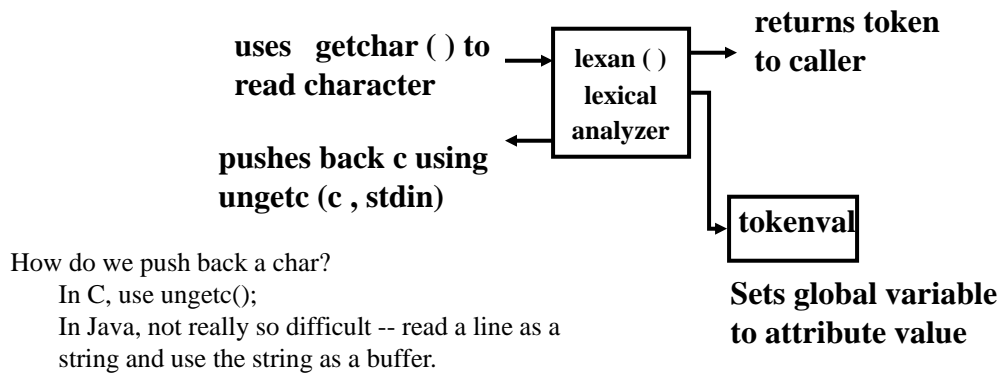 uses getchar ( ) to
read character
lexan ( )
lexical
analyzer
returns token
to caller
pushes back c using
ungetc (c , stdin)
tokenval
Sets global variable
to attribute value
How do we push back a char?
In C, use ungetc();
In Java, not really so difficult -- read a line as a
string and use the string as a buffer.